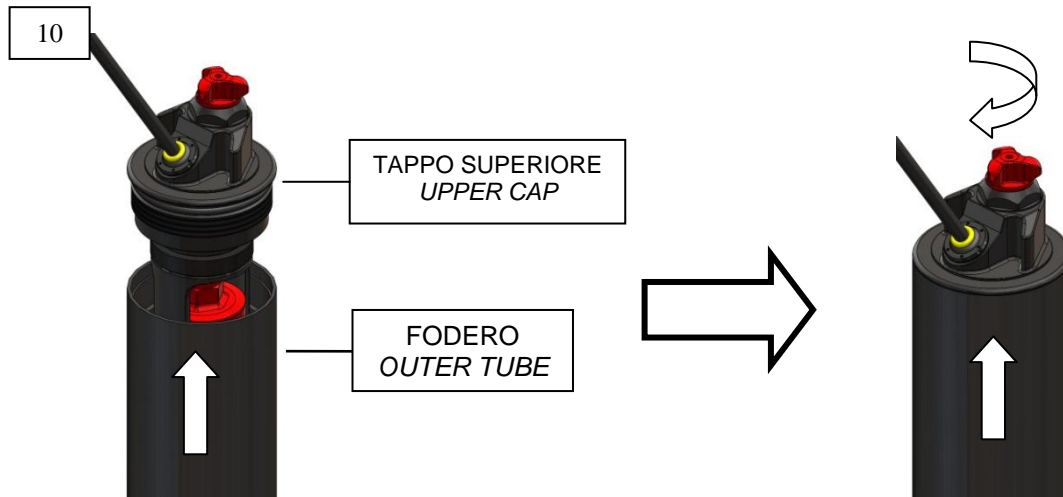 10
TAPPO SUPERIORE
UPPER CAP
FODERO
OUTER TUBE